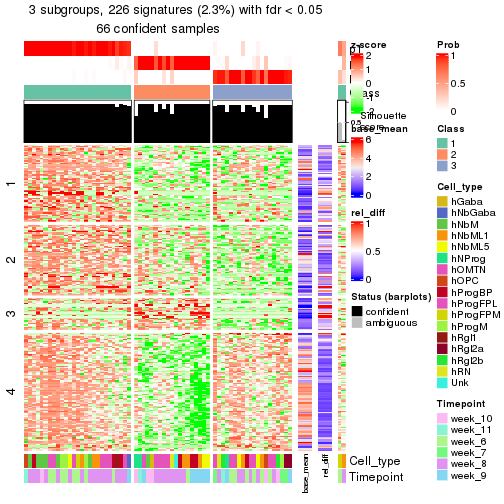 3 subgroups, 226 signatures (2.3%) with fdr < 0.05
66 confident samples
z-score
2
1
0
-1
-2
Silhouette
score
base_mean
6
4
2
0
rel_diff
1
0.5
0
Status (barplots)
confident
ambiguous
Prob
1
0.5
0
Class
1
2
3
Cell_type
hGaba
hNbGaba
hNbM
hNbML1
hNbML5
hNProg
hOMTN
hOPC
hProgBP
hProgFPL
hProgFPM
hProgM
hRgl1
hRgl2a
hRgl2b
hRN
Unk
Timepoint
week_10
week_11
week_6
week_7
week_8
week_9
1
2
3
4
Cell_type
Timepoint
base_mean
rel_diff